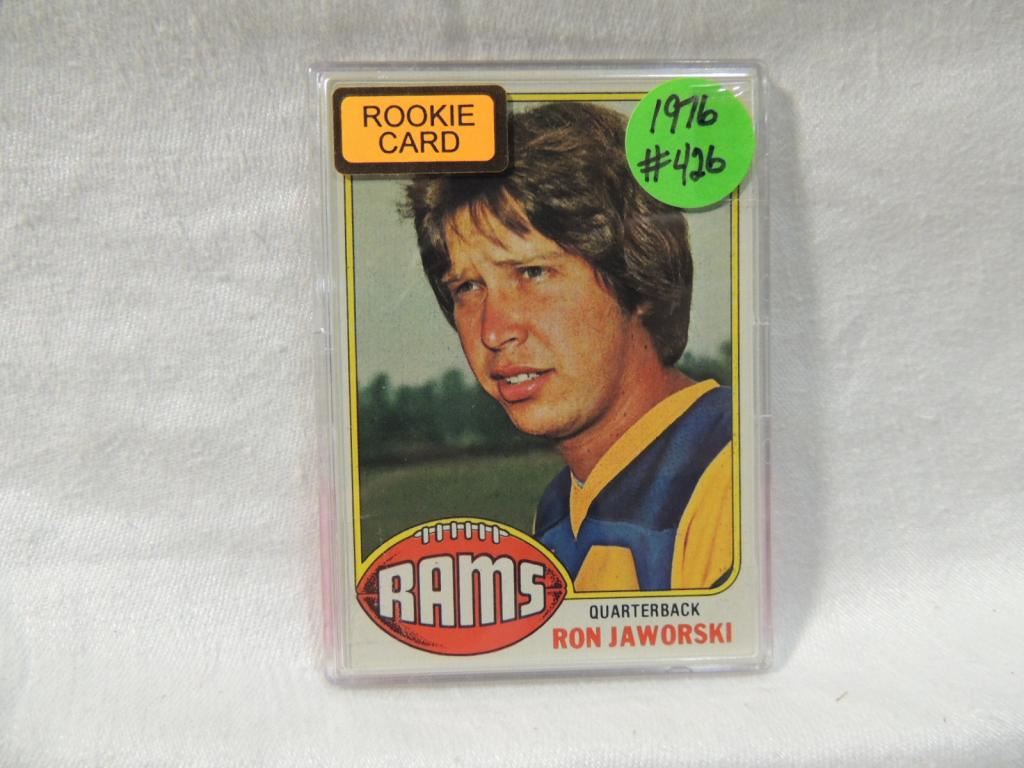 ROOKIE
CARD
1976
#426
RAMS
QUARTERBACK
RON JAWORSKI